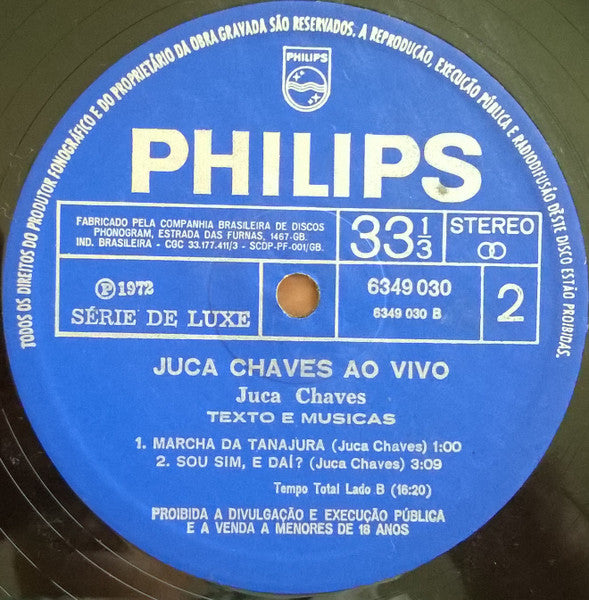 TODOS OS DIREITOS DO PRODUTOR FONOGRÁFICO E DO PROPRIETÁRIO DA OBRA GRAVADA SÃO RESERVADOS. A REPRODUÇÃO, EXECUÇÃO PÚBLICA E RADIODIFUSÃO DÊSTE DISCO ESTÃO PROIBIDAS.
PHILIPS
PHILIPS
FABRICADO PELA COMPANHIA BRASILEIRA DE DISCOS
PHONOGRAM, ESTRADA DAS FURNAS, 1467-GB.
IND. BRASILEIRA - CGC 33.177.411/3 - SCDP-PF-001/GB.
33 1/3
STEREO
Ⓟ 1972
SÉRIE DE LUXE
6349 030
6349 030 B
2
JUCA CHAVES AO VIVO
Juca Chaves
TEXTO E MUSICAS
1. MARCHA DA TANAJURA (Juca Chaves) 1:00
2. SOU SIM, E DAÍ? (Juca Chaves) 3:09
Tempo Total Lado B (16:20)
PROIBIDA A DIVULGAÇÃO E EXECUÇÃO PÚBLICA
E A VENDA A MENORES DE 18 ANOS